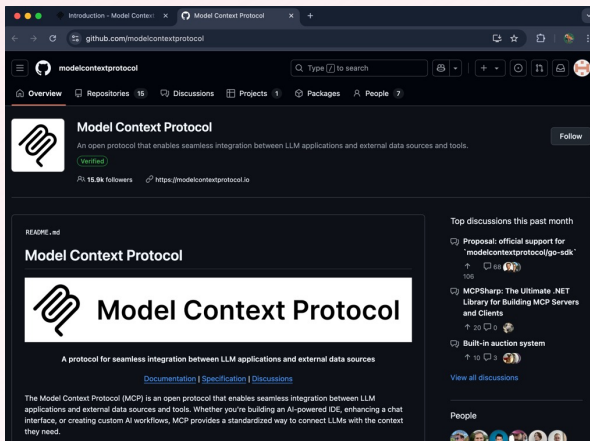 Introduction - Model Context
Model Context Protocol
github.com/modelcontextprotocol
modelcontextprotocol
Type / to search
Overview
Repositories 15
Discussions
Projects 1
Packages
People 7
Model Context Protocol
An open protocol that enables seamless integration between LLM applications and external data sources and tools.
Verified
15.9k followers
https://modelcontextprotocol.io
Follow
README.md
Model Context Protocol
Model Context Protocol
A protocol for seamless integration between LLM applications and external data sources
Documentation | Specification | Discussions
The Model Context Protocol (MCP) is an open protocol that enables seamless integration between LLM
applications and external data sources and tools. Whether you're building an AI-powered IDE, enhancing a chat
interface, or creating custom AI workflows, MCP provides a standardized way to connect LLMs with the context
they need.
Top discussions this past month
Proposal: official support for
`modelcontextprotocol/go-sdk`
106
68
MCPSharp: The Ultimate .NET
Library for Building MCP Servers
and Clients
20 0
Built-in auction system
10 3
View all discussions
People